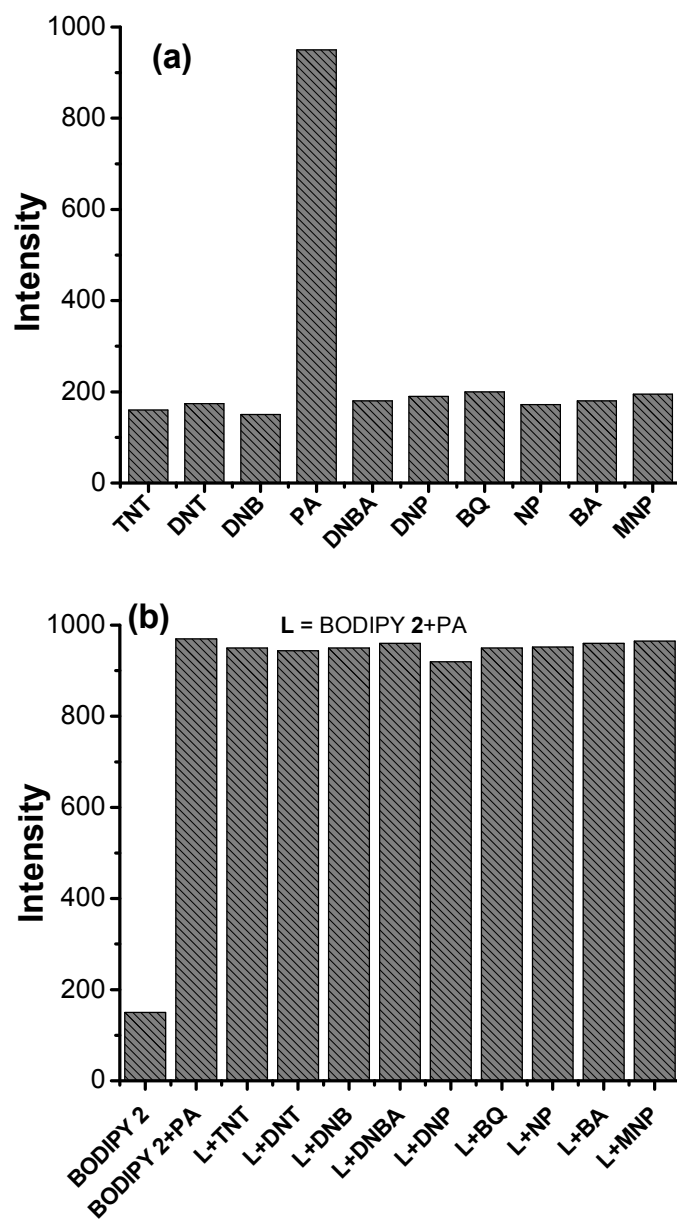 (a)
Intensity
1000
800
600
400
200
0
TNT
DNT
DNB
PA
DNBA
DNP
BQ
NP
BA
MNP
(b)
L = BODIPY 2+PA
Intensity
1000
800
600
400
200
0
BODIPY 2
BODIPY 2+PA
L+TNT
L+DNT
L+DNB
L+DNBA
L+DNP
L+BQ
L+NP
L+BA
L+MNP